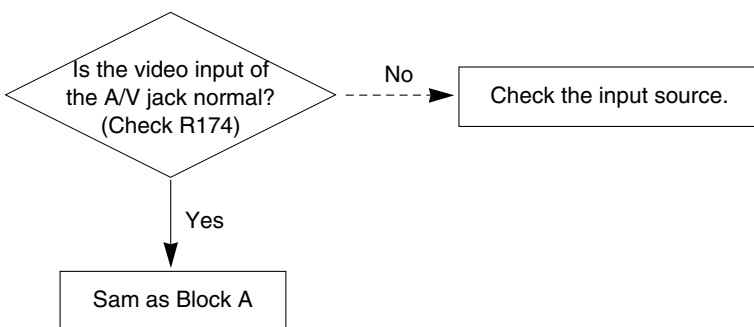 Is the video input of
the A/V jack normal?
(Check R174)
No
Check the input source.
Yes
Sam as Block A